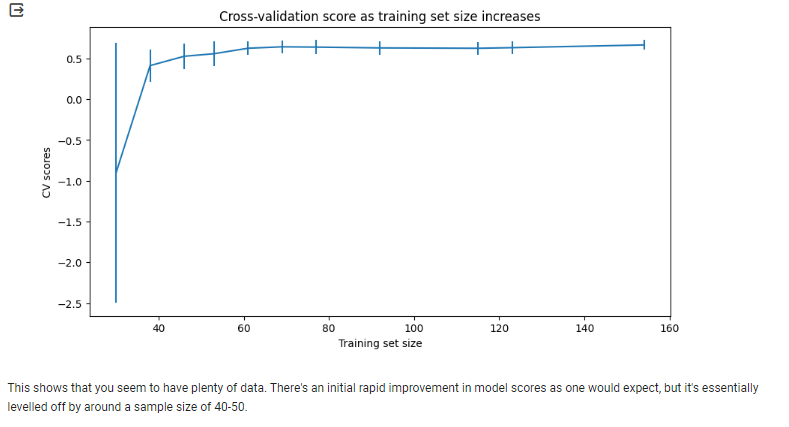 Cross-validation score as training set size increases
0.5
0.0
−0.5
−1.0
−1.5
−2.0
−2.5
CV scores
40
60
80
100
120
140
160
Training set size
This shows that you seem to have plenty of data. There's an initial rapid improvement in model scores as one would expect, but it's essentially
levelled off by around a sample size of 40-50.